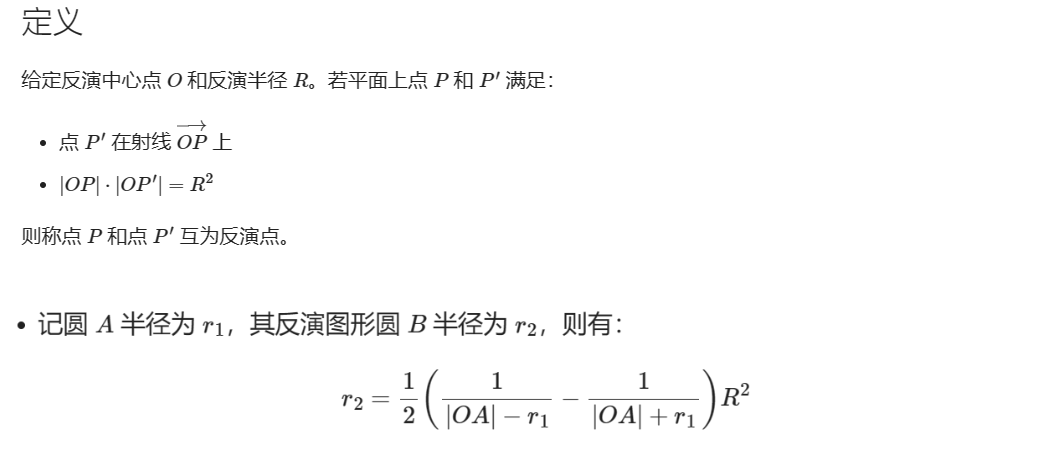 定义
给定反演中心点 $O$ 和反演半径 $R$。若平面上点 $P$ 和 $P'$ 满足：
• 点 $P'$ 在射线 $\overrightarrow{OP}$ 上
• $|OP| \cdot |OP'| = R^2$
则称点 $P$ 和点 $P'$ 互为反演点。
• 记圆 $A$ 半径为 $r_1$，其反演图形圆 $B$ 半径为 $r_2$，则有：
$r_2 = \frac{1}{2}\left(\frac{1}{|OA| - r_1} - \frac{1}{|OA| + r_1}\right)R^2$